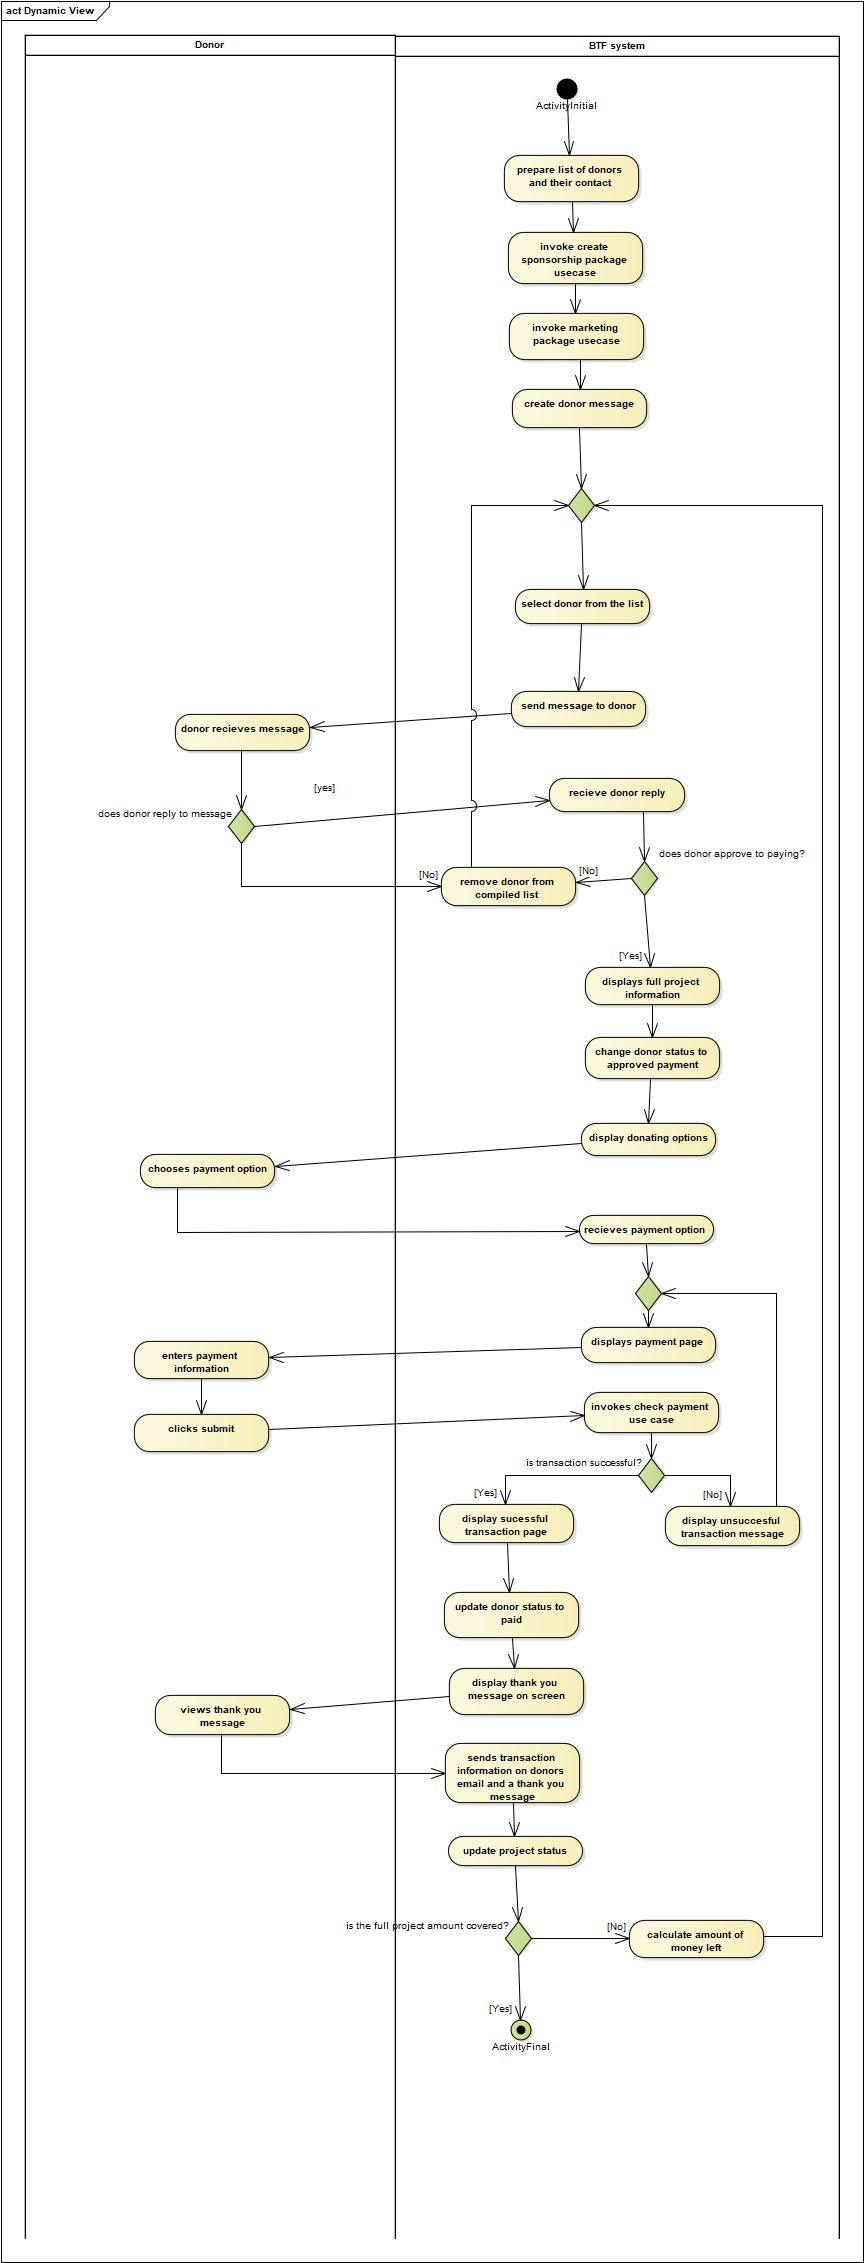 act Dynamic View
Donor
BTF system
ActivityInitial
prepare list of donors
and their contact
invoke create
sponsorship package
usecase
invoke marketing
package usecase
create donor message
select donor from the list
send message to donor
donor recieves message
[yes]
recieve donor reply
does donor reply to message
does donor approve to paying?
[No]
[No]
remove donor from
compiled list
[Yes]
displays full project
information
change donor status to
approved payment
display donating options
chooses payment option
recieves payment option
displays payment page
enters payment
information
invokes check payment
use case
clicks submit
is transaction successful?
[Yes]
[No]
display sucessful
transaction page
display unsuccesful
transaction message
update donor status to
paid
display thank you
message on screen
views thank you
message
sends transaction
information on donors
email and a thank you
message
update project status
is the full project amount covered?
[No]
calculate amount of
money left
[Yes]
ActivityFinal